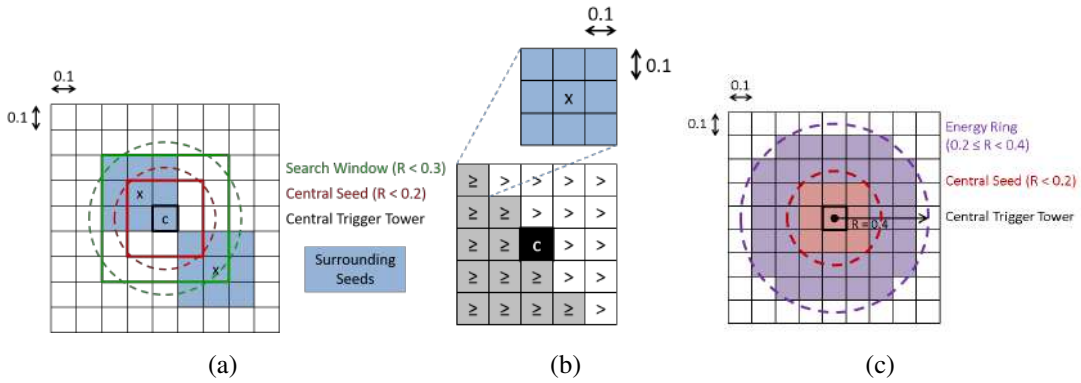 0.1
0.1
x
c
x
Search Window (R < 0.3)
Central Seed (R < 0.2)
Central Trigger Tower
Surrounding
Seeds
(a)
0.1
0.1
x
≥ > > > >
≥ ≥ > > >
≥ ≥ c > >
≥ ≥ ≥ > >
≥ ≥ ≥ ≥ >
(b)
0.1
0.1
R = 0.4
Energy Ring
(0.2 ≤ R < 0.4)
Central Seed (R < 0.2)
Central Trigger Tower
(c)